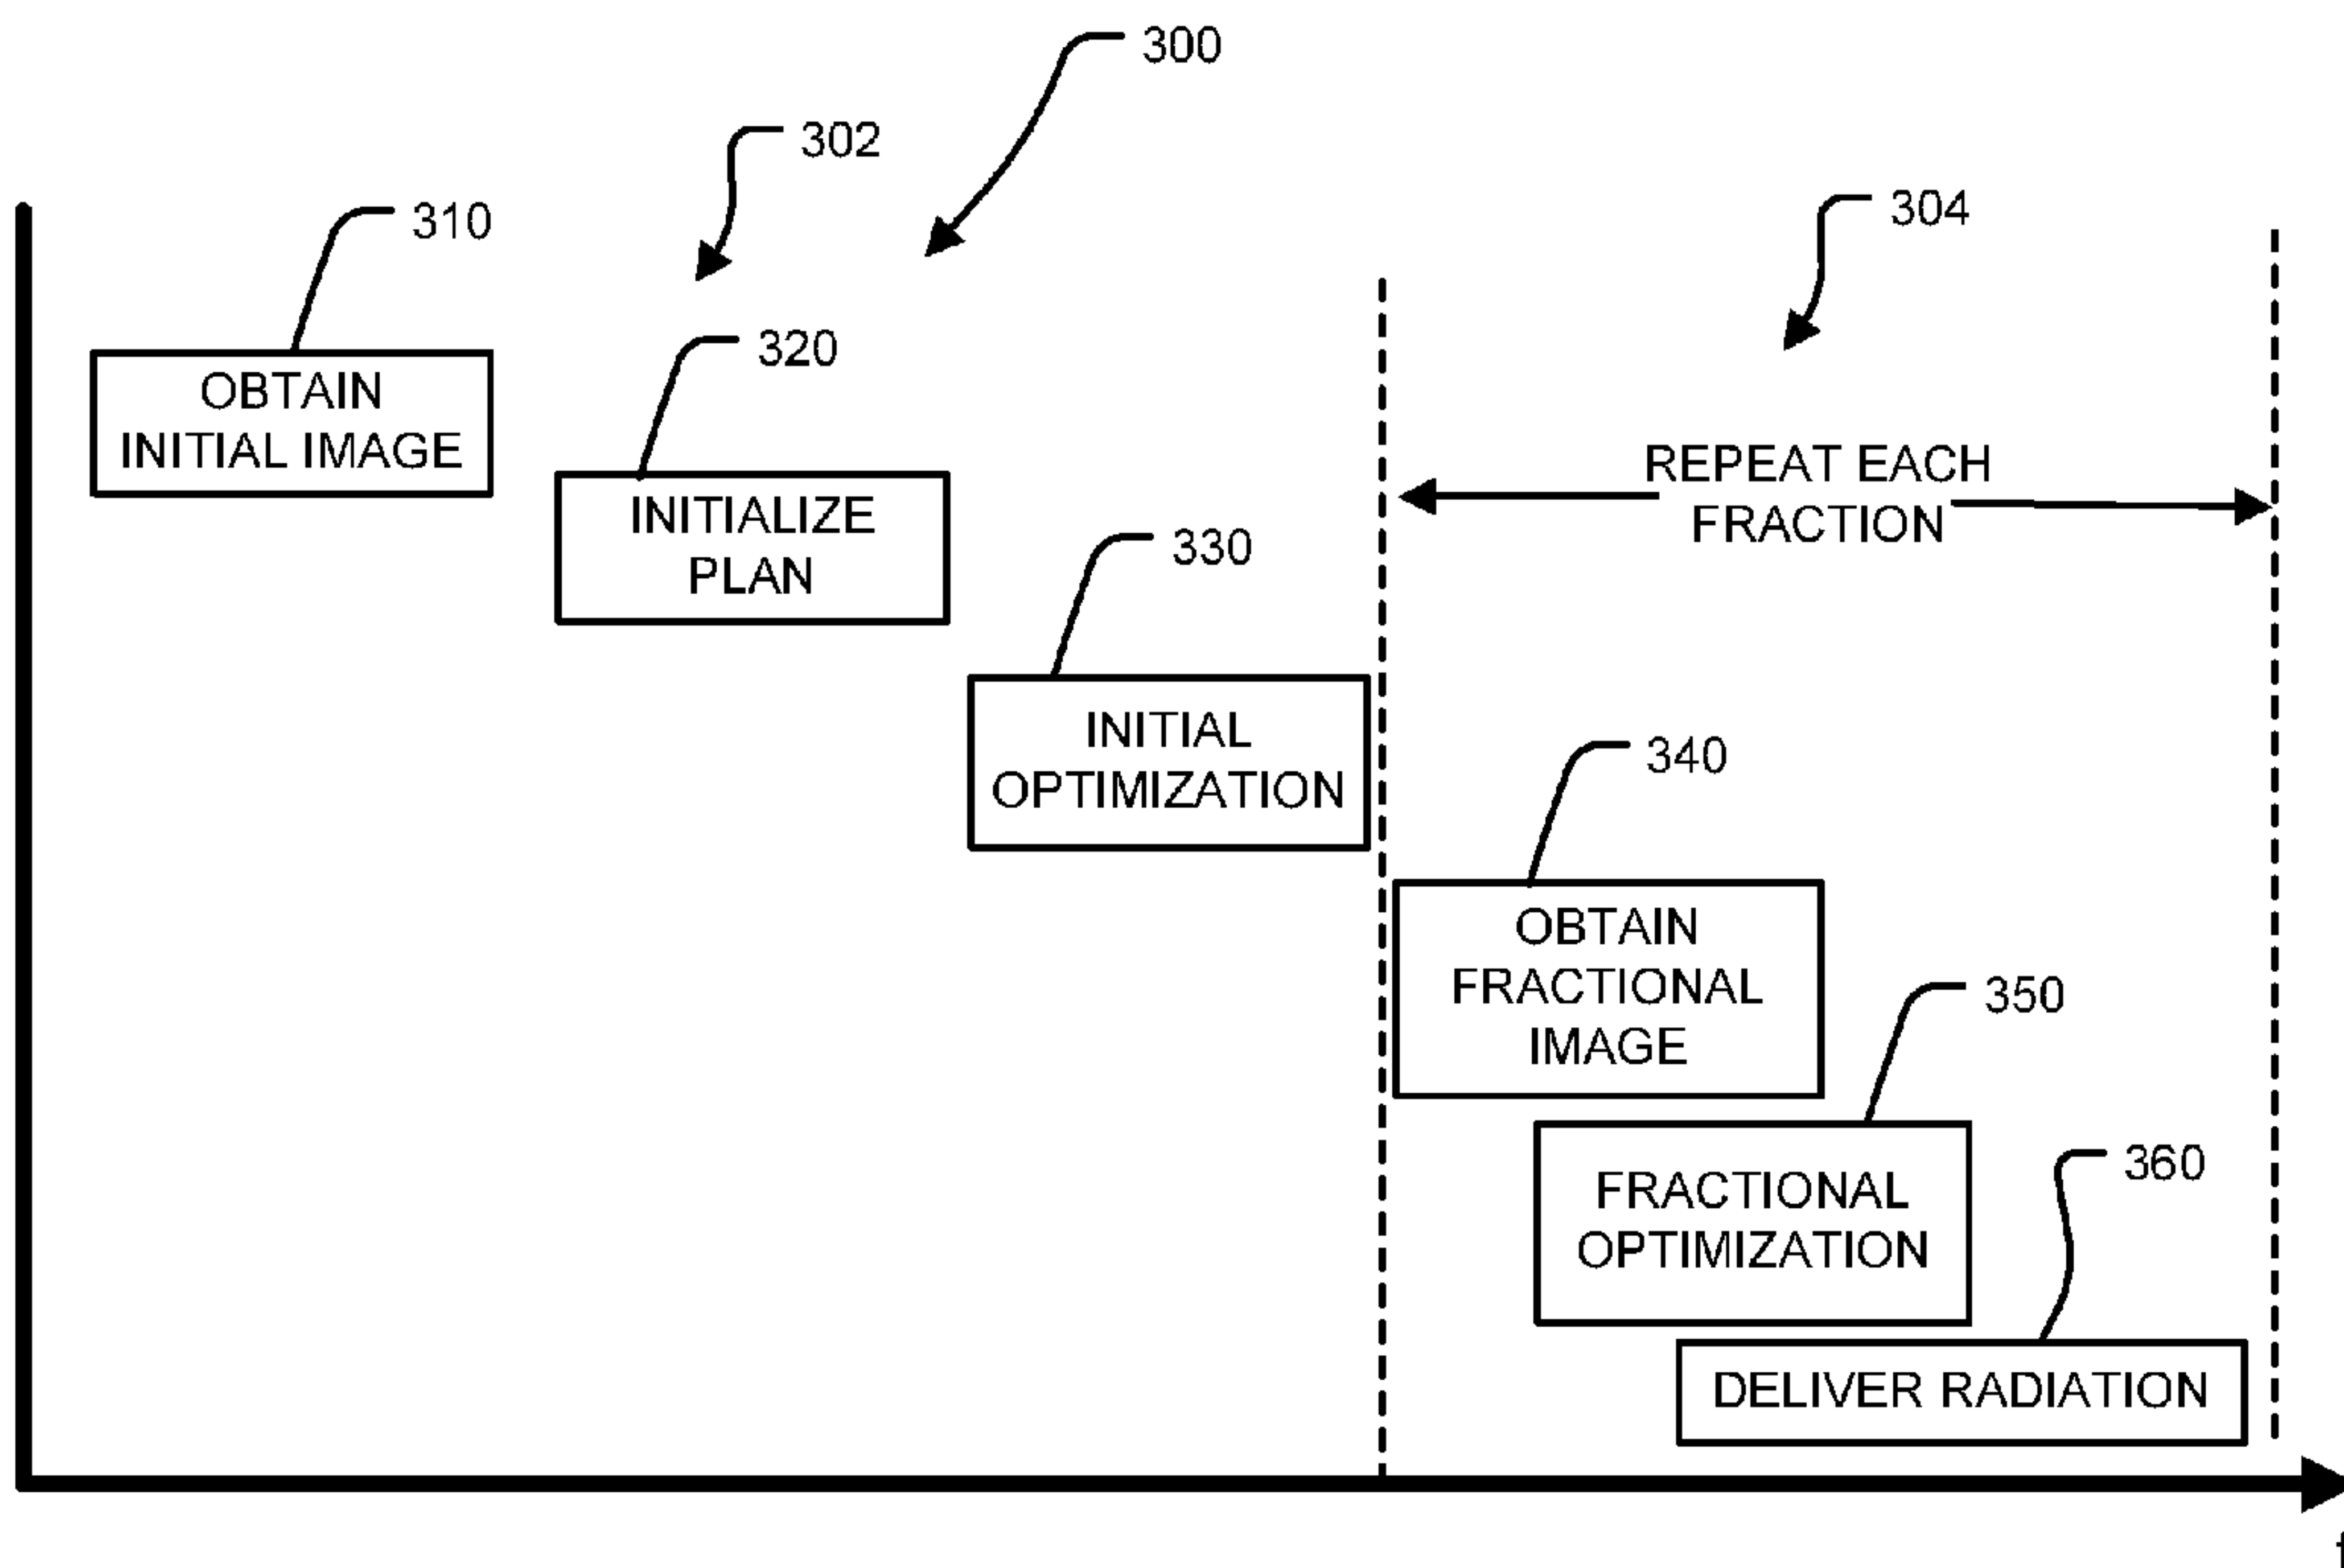 300
302
304
310
OBTAIN
INITIAL IMAGE
320
INITIALIZE
PLAN
REPEAT EACH
FRACTION
330
INITIAL
OPTIMIZATION
340
OBTAIN
FRACTIONAL
IMAGE
350
FRACTIONAL
OPTIMIZATION
360
DELIVER RADIATION
t